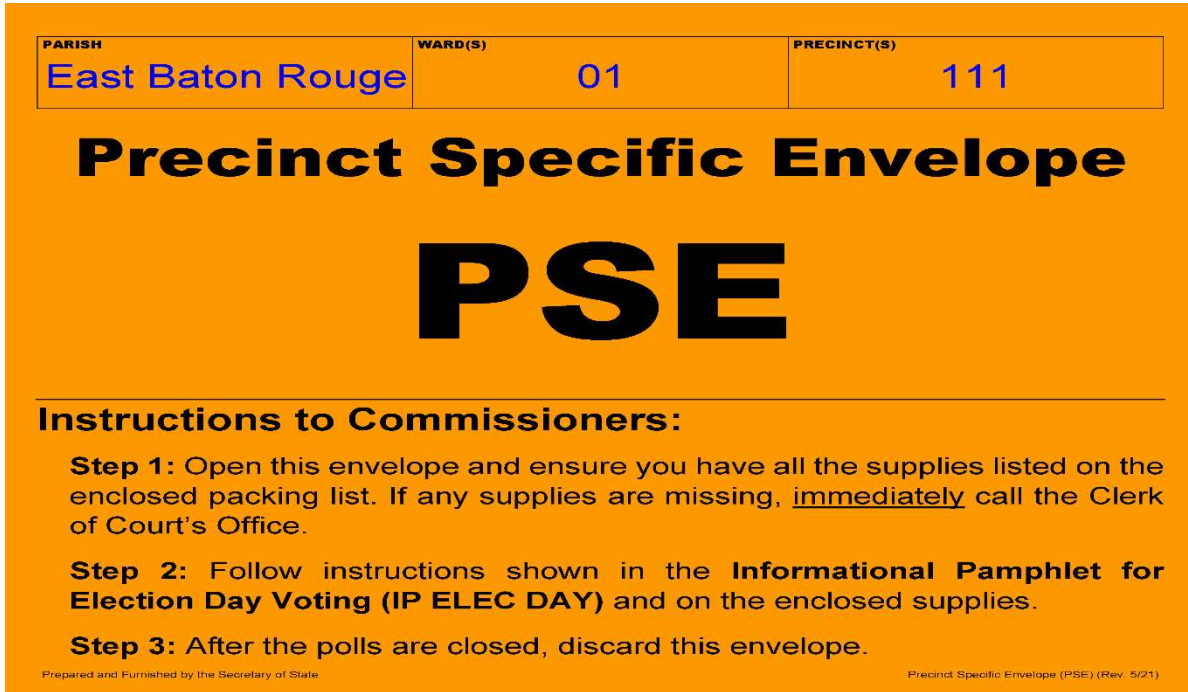 PARISH WARD(S) PRECINCT(S)
East Baton Rouge 01 111
Precinct Specific Envelope
PSE
Instructions to Commissioners:
Step 1: Open this envelope and ensure you have all the supplies listed on the
enclosed packing list. If any supplies are missing, immediately call the Clerk
of Court's Office.
Step 2: Follow instructions shown in the Informational Pamphlet for
Election Day Voting (IP ELEC DAY) and on the enclosed supplies.
Step 3: After the polls are closed, discard this envelope.
Prepared and Furnished by the Secretary of State Precinct Specific Envelope (PSE) (Rev. 5/21)